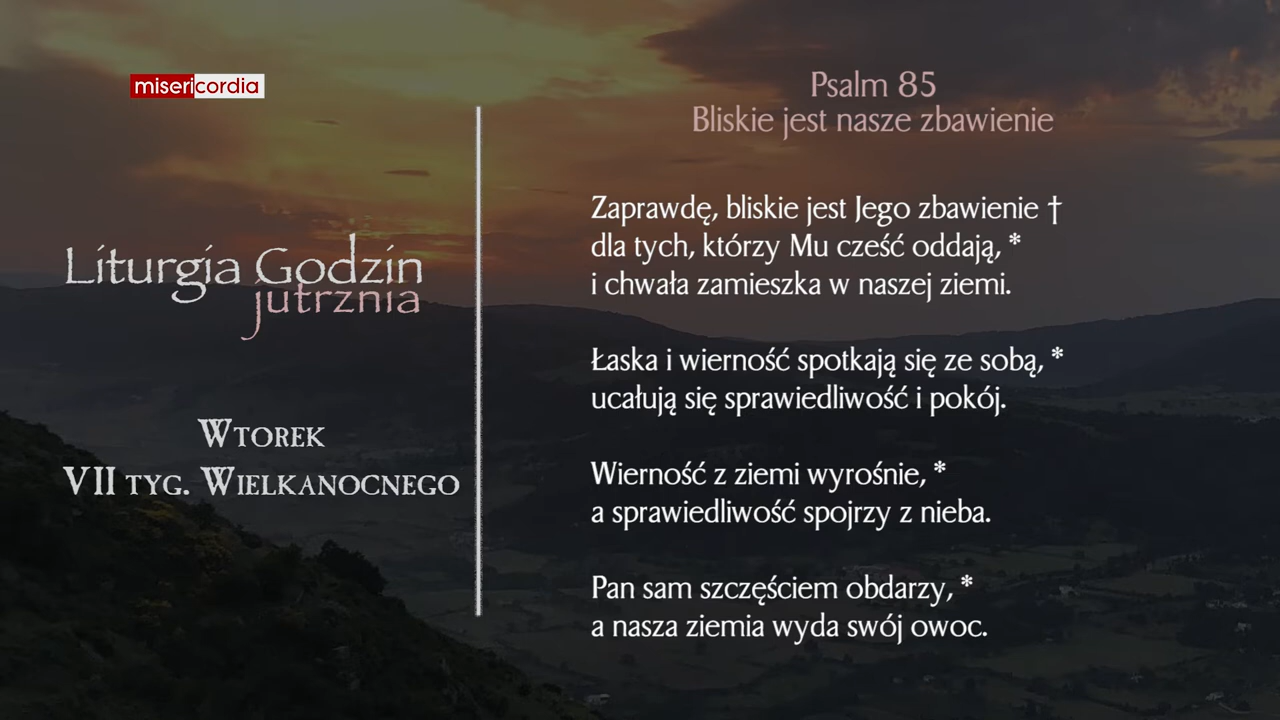 misericordia
Liturgia Godzin
jutrznia
Wtorek
VII tyg. Wielkanocnego
Psalm 85
Bliskie jest nasze zbawienie
Zaprawdę, bliskie jest Jego zbawienie †
dla tych, którzy Mu cześć oddają, *
i chwała zamieszka w naszej ziemi.
Łaska i wierność spotkają się ze sobą, *
ucałują się sprawiedliwość i pokój.
Wierność z ziemi wyrośnie, *
a sprawiedliwość spojrzy z nieba.
Pan sam szczęściem obdarzy, *
a nasza ziemia wyda swój owoc.